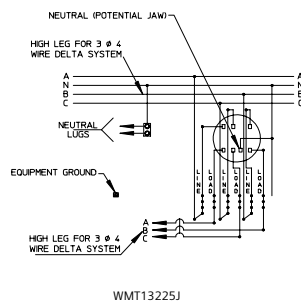 NEUTRAL (POTENTIAL JAW)
HIGH LEG FOR 3 Ø 4
WIRE DELTA SYSTEM
A A
N N
B B
C C
NEUTRAL
LUGS
EQUIPMENT GROUND
LINE LOAD LINE LOAD LINE LOAD
A
B
C
HIGH LEG FOR 3 Ø 4
WIRE DELTA SYSTEM
WMT13225J